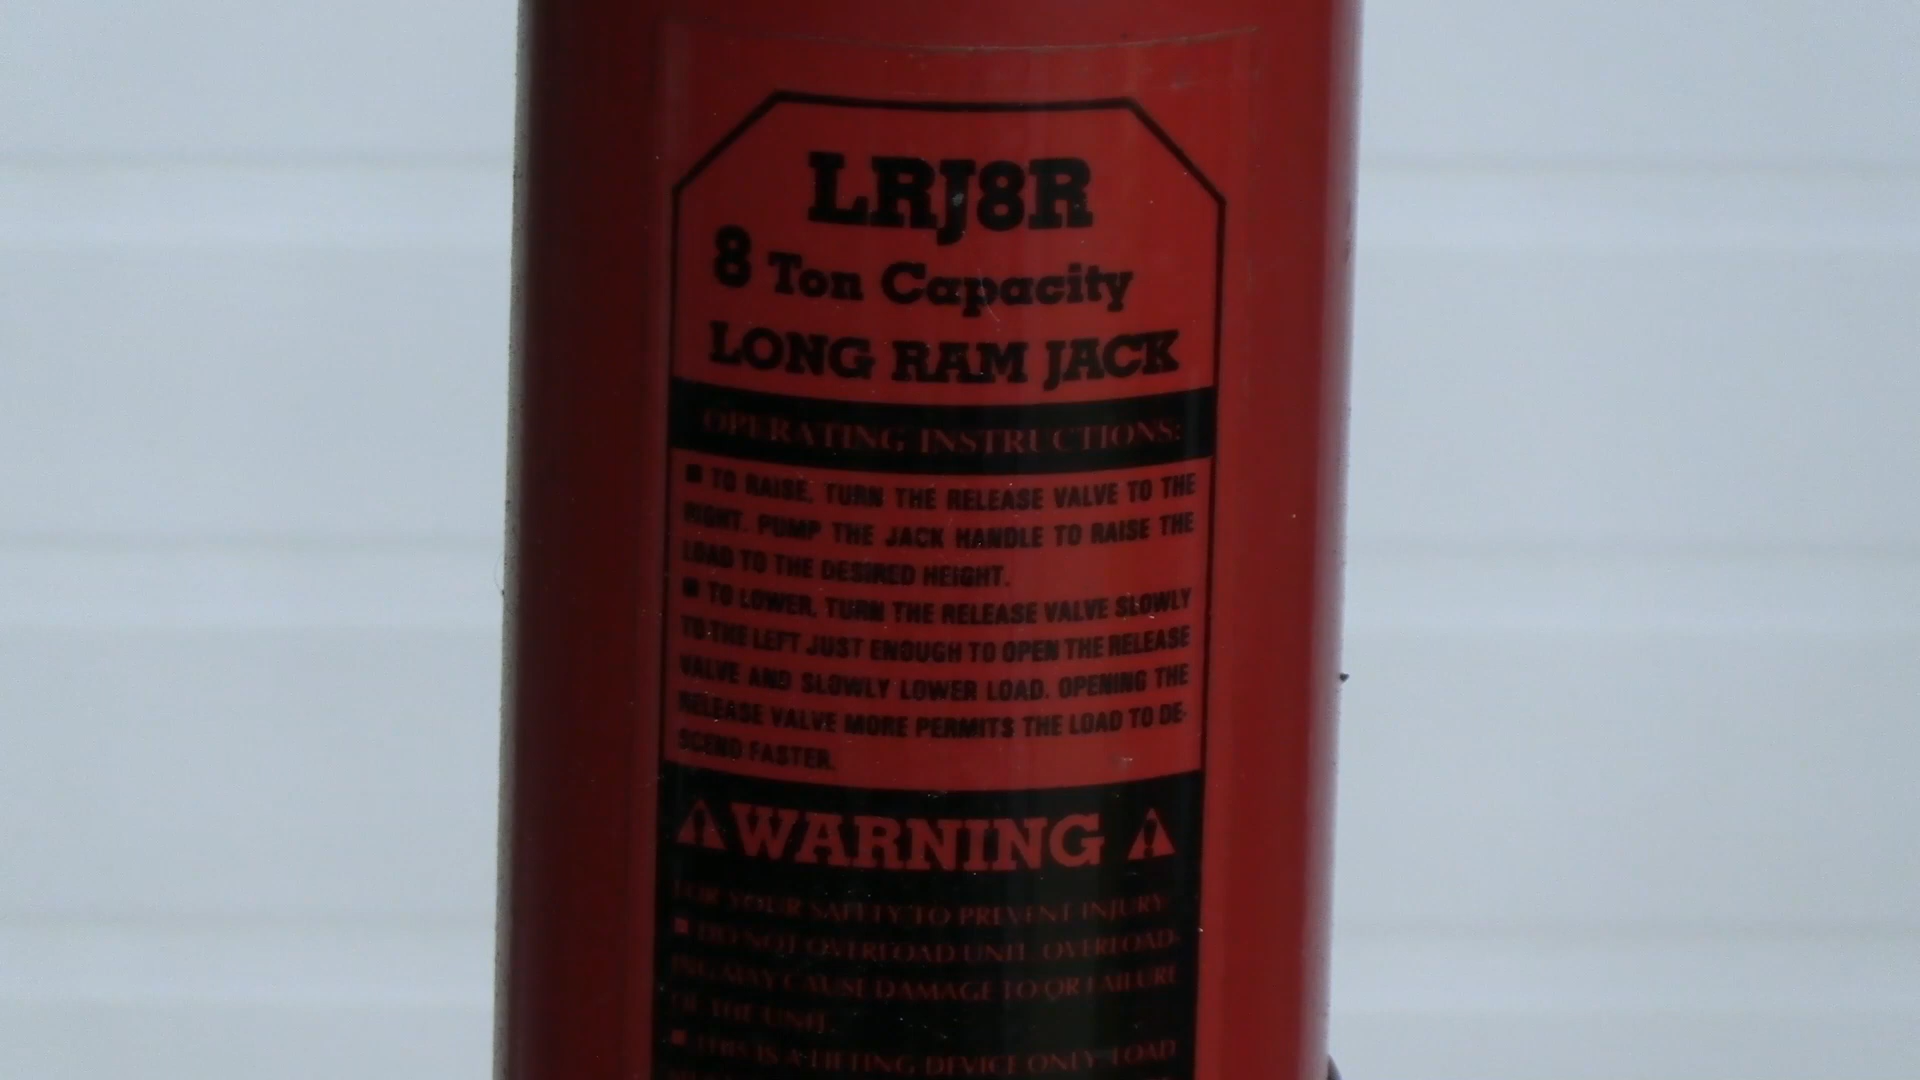 LRJ8R
8 Ton Capacity
LONG RAM JACK
OPERATING INSTRUCTIONS:
■ TO RAISE, TURN THE RELEASE VALVE TO THE
RIGHT. PUMP THE JACK HANDLE TO RAISE THE
LOAD TO THE DESIRED HEIGHT.
■ TO LOWER, TURN THE RELEASE VALVE SLOWLY
TO THE LEFT JUST ENOUGH TO OPEN THE RELEASE
VALVE AND SLOWLY LOWER LOAD. OPENING THE
RELEASE VALVE MORE PERMITS THE LOAD TO DE-
SCEND FASTER.
⚠ WARNING ⚠
FOR YOUR SAFETY TO PREVENT INJURY
■ DO NOT OVERLOAD UNIT. OVERLOAD-
ING MAY CAUSE DAMAGE TO OR FAILURE
OF THE UNIT.
■ THIS IS A LIFTING DEVICE ONLY LOAD